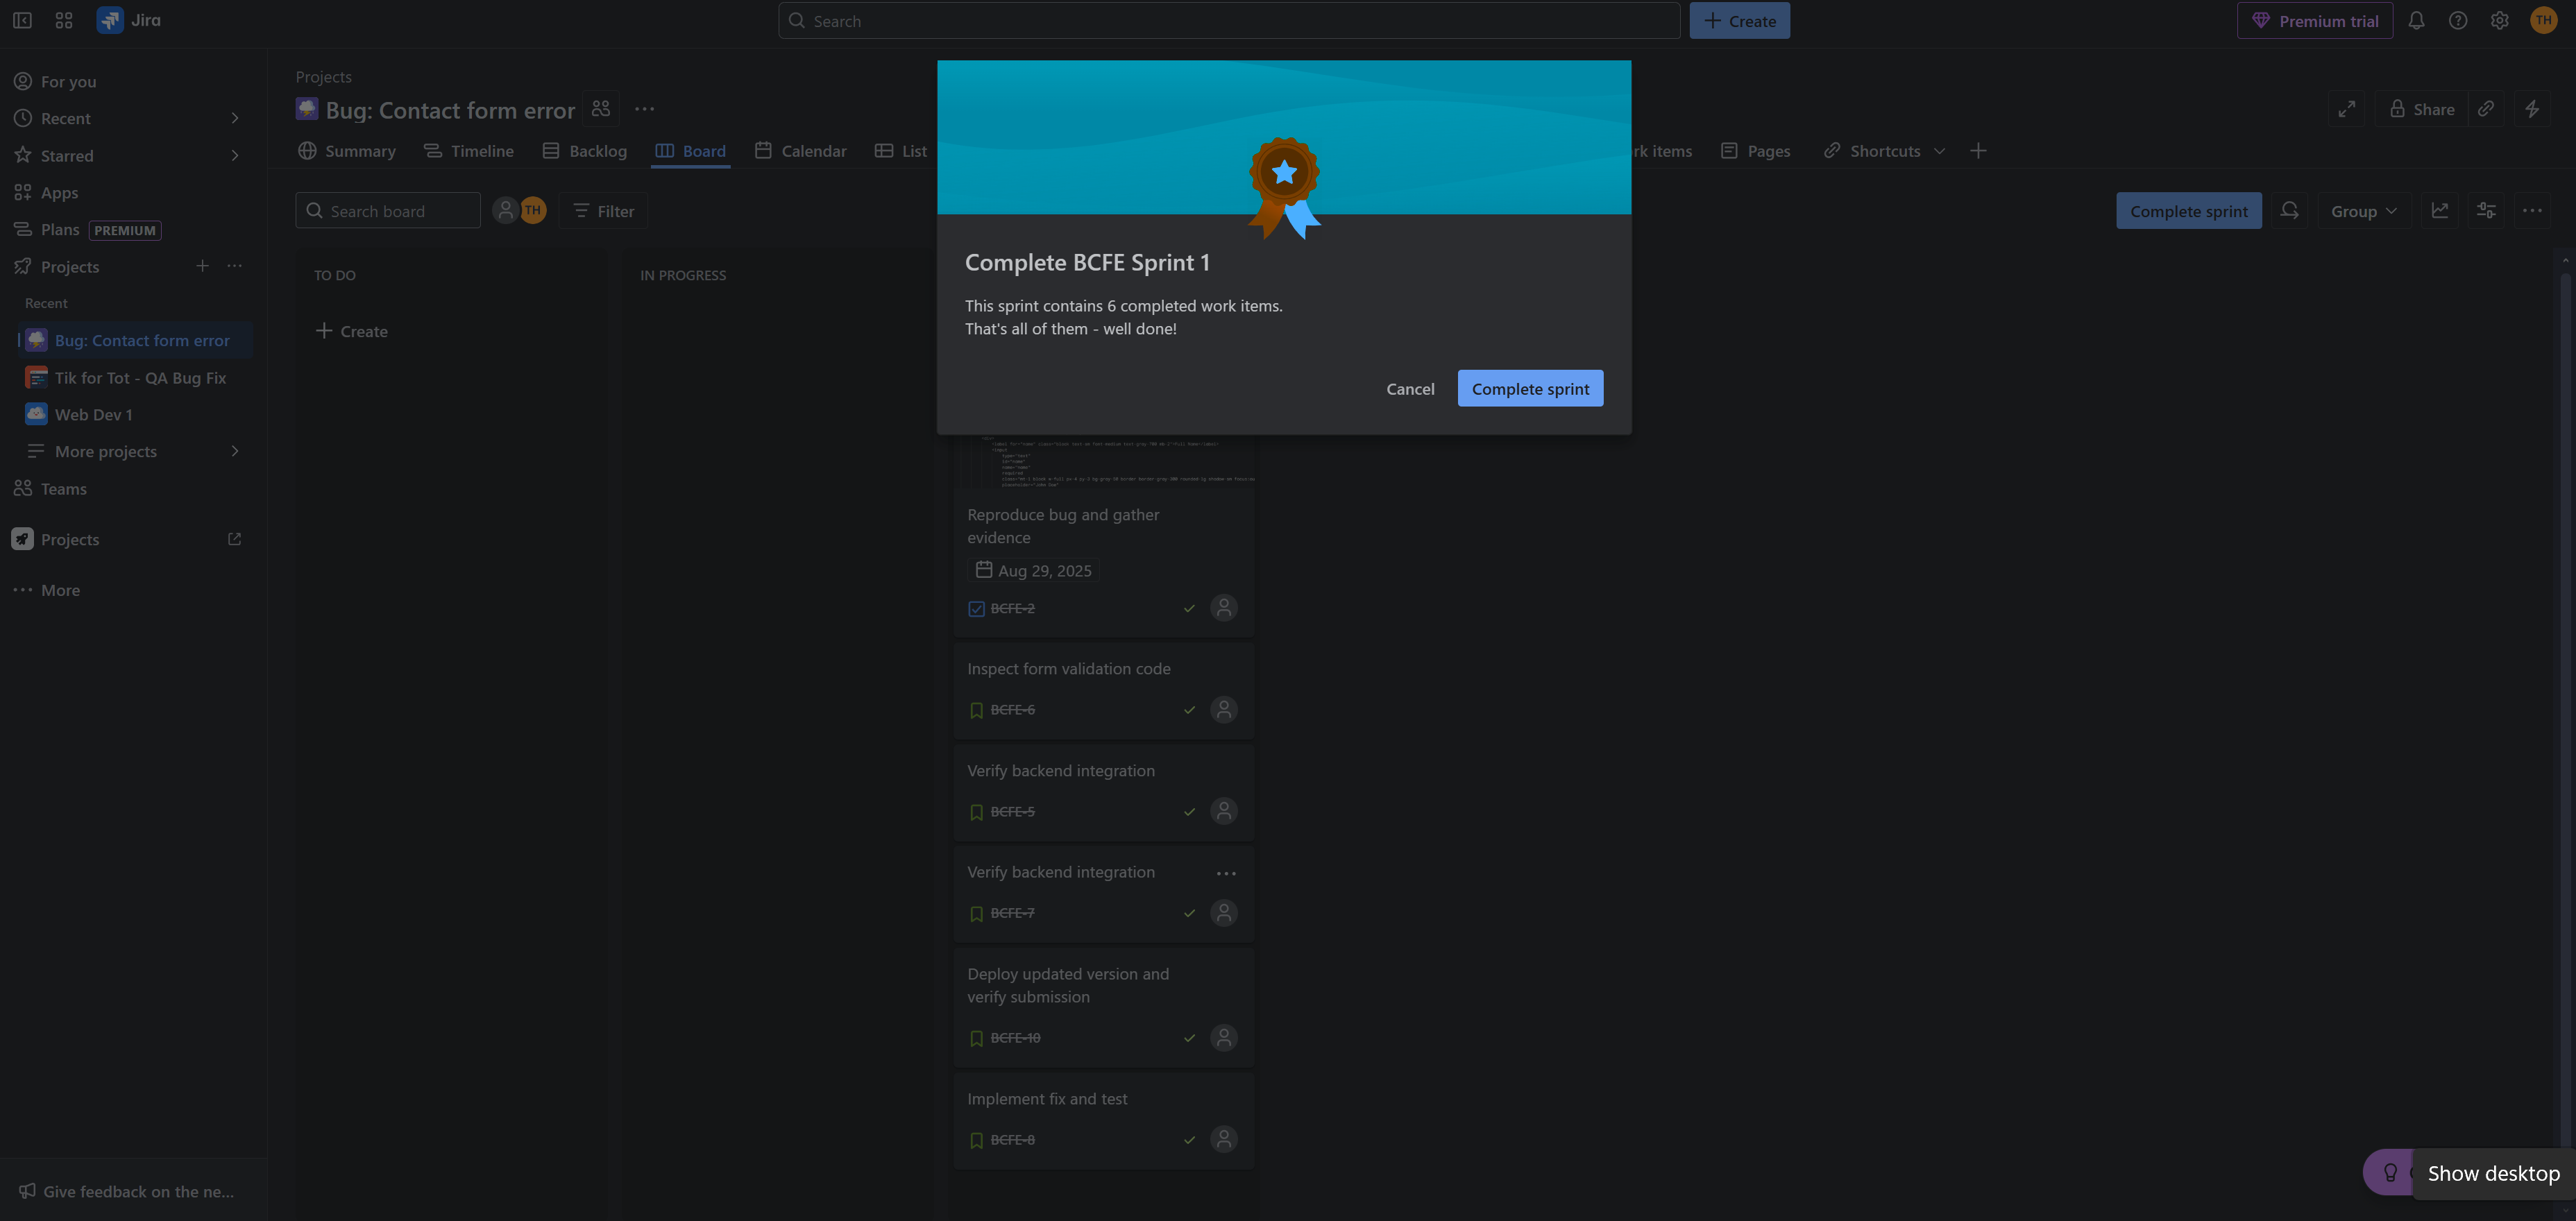 Jira
Search
Create
Premium trial
TH
For you
Recent
Starred
Apps
Plans PREMIUM
Projects
Recent
Bug: Contact form error
Tik for Tot - QA Bug Fix
Web Dev 1
More projects
Teams
Projects
More
Give feedback on the ne...
Projects
Bug: Contact form error
Summary Timeline Backlog Board Calendar List rk items Pages Shortcuts
Search board TH Filter Complete sprint Group
TO DO
Create
IN PROGRESS
Complete BCFE Sprint 1
This sprint contains 6 completed work items.
That's all of them - well done!
Cancel Complete sprint
Reproduce bug and gather
evidence
Aug 29, 2025
BCFE-2
Inspect form validation code
BCFE-6
Verify backend integration
BCFE-5
Verify backend integration
BCFE-7
Deploy updated version and
verify submission
BCFE-10
Implement fix and test
BCFE-8
Share
Show desktop